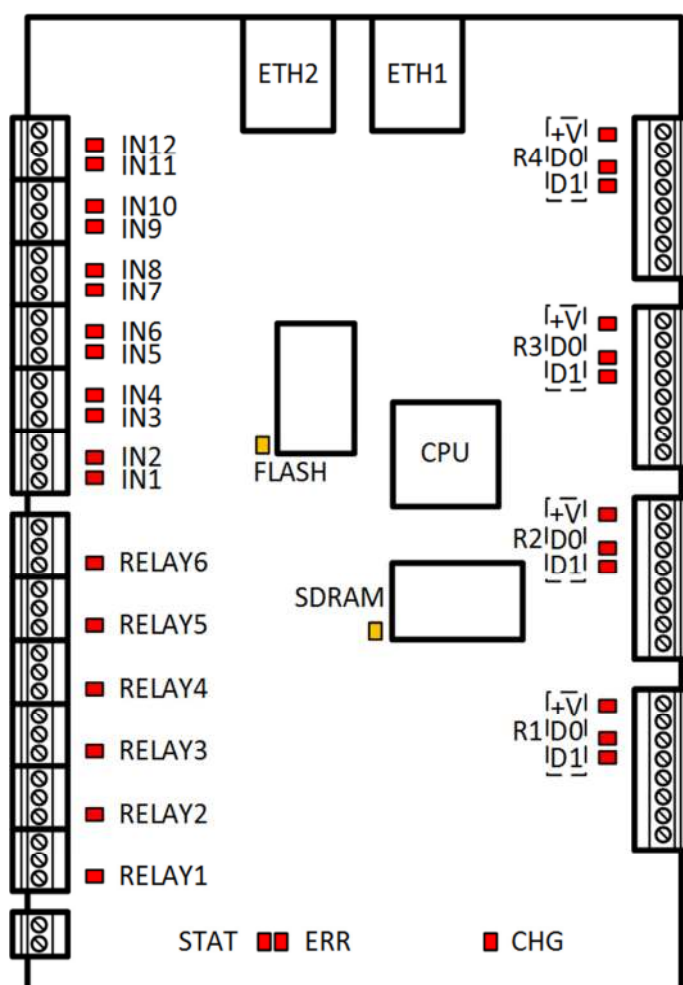 ETH2 ETH1
IN12
IN11
IN10
IN9
IN8
IN7
IN6
IN5
IN4
IN3
IN2
IN1
RELAY6
RELAY5
RELAY4
RELAY3
RELAY2
RELAY1
FLASH
CPU
SDRAM
+V
R4 D0
D1
+V
R3 D0
D1
+V
R2 D0
D1
+V
R1 D0
D1
STAT ERR CHG